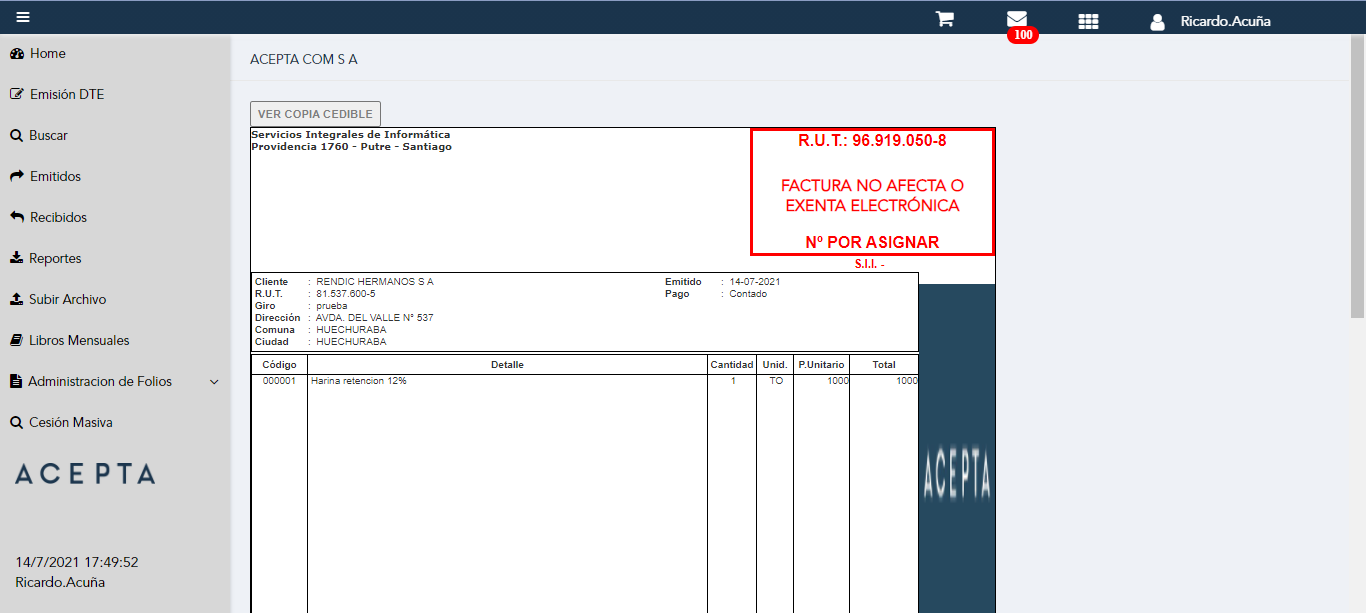 100
Ricardo.Acuña
Home
Emisión DTE
Buscar
Emitidos
Recibidos
Reportes
Subir Archivo
Libros Mensuales
Administracion de Folios
Cesión Masiva
ACEPTA
14/7/2021 17:49:52
Ricardo.Acuña
ACEPTA COM S A
VER COPIA CEDIBLE
Servicios Integrales de Informática
Providencia 1760 - Putre - Santiago
R.U.T.: 96.919.050-8
FACTURA NO AFECTA O
EXENTA ELECTRÓNICA
Nº POR ASIGNAR
S.I.I. -
Cliente : RENDIC HERMANOS S A Emitido : 14-07-2021
R.U.T. : 81.537.600-5 Pago : Contado
Giro : prueba
Dirección : AVDA. DEL VALLE N° 537
Comuna : HUECHURABA
Ciudad : HUECHURABA
Código Detalle Cantidad Unid. P.Unitario Total
000001 Harina retencion 12% 1 TO 1000 1000
ACEPTA